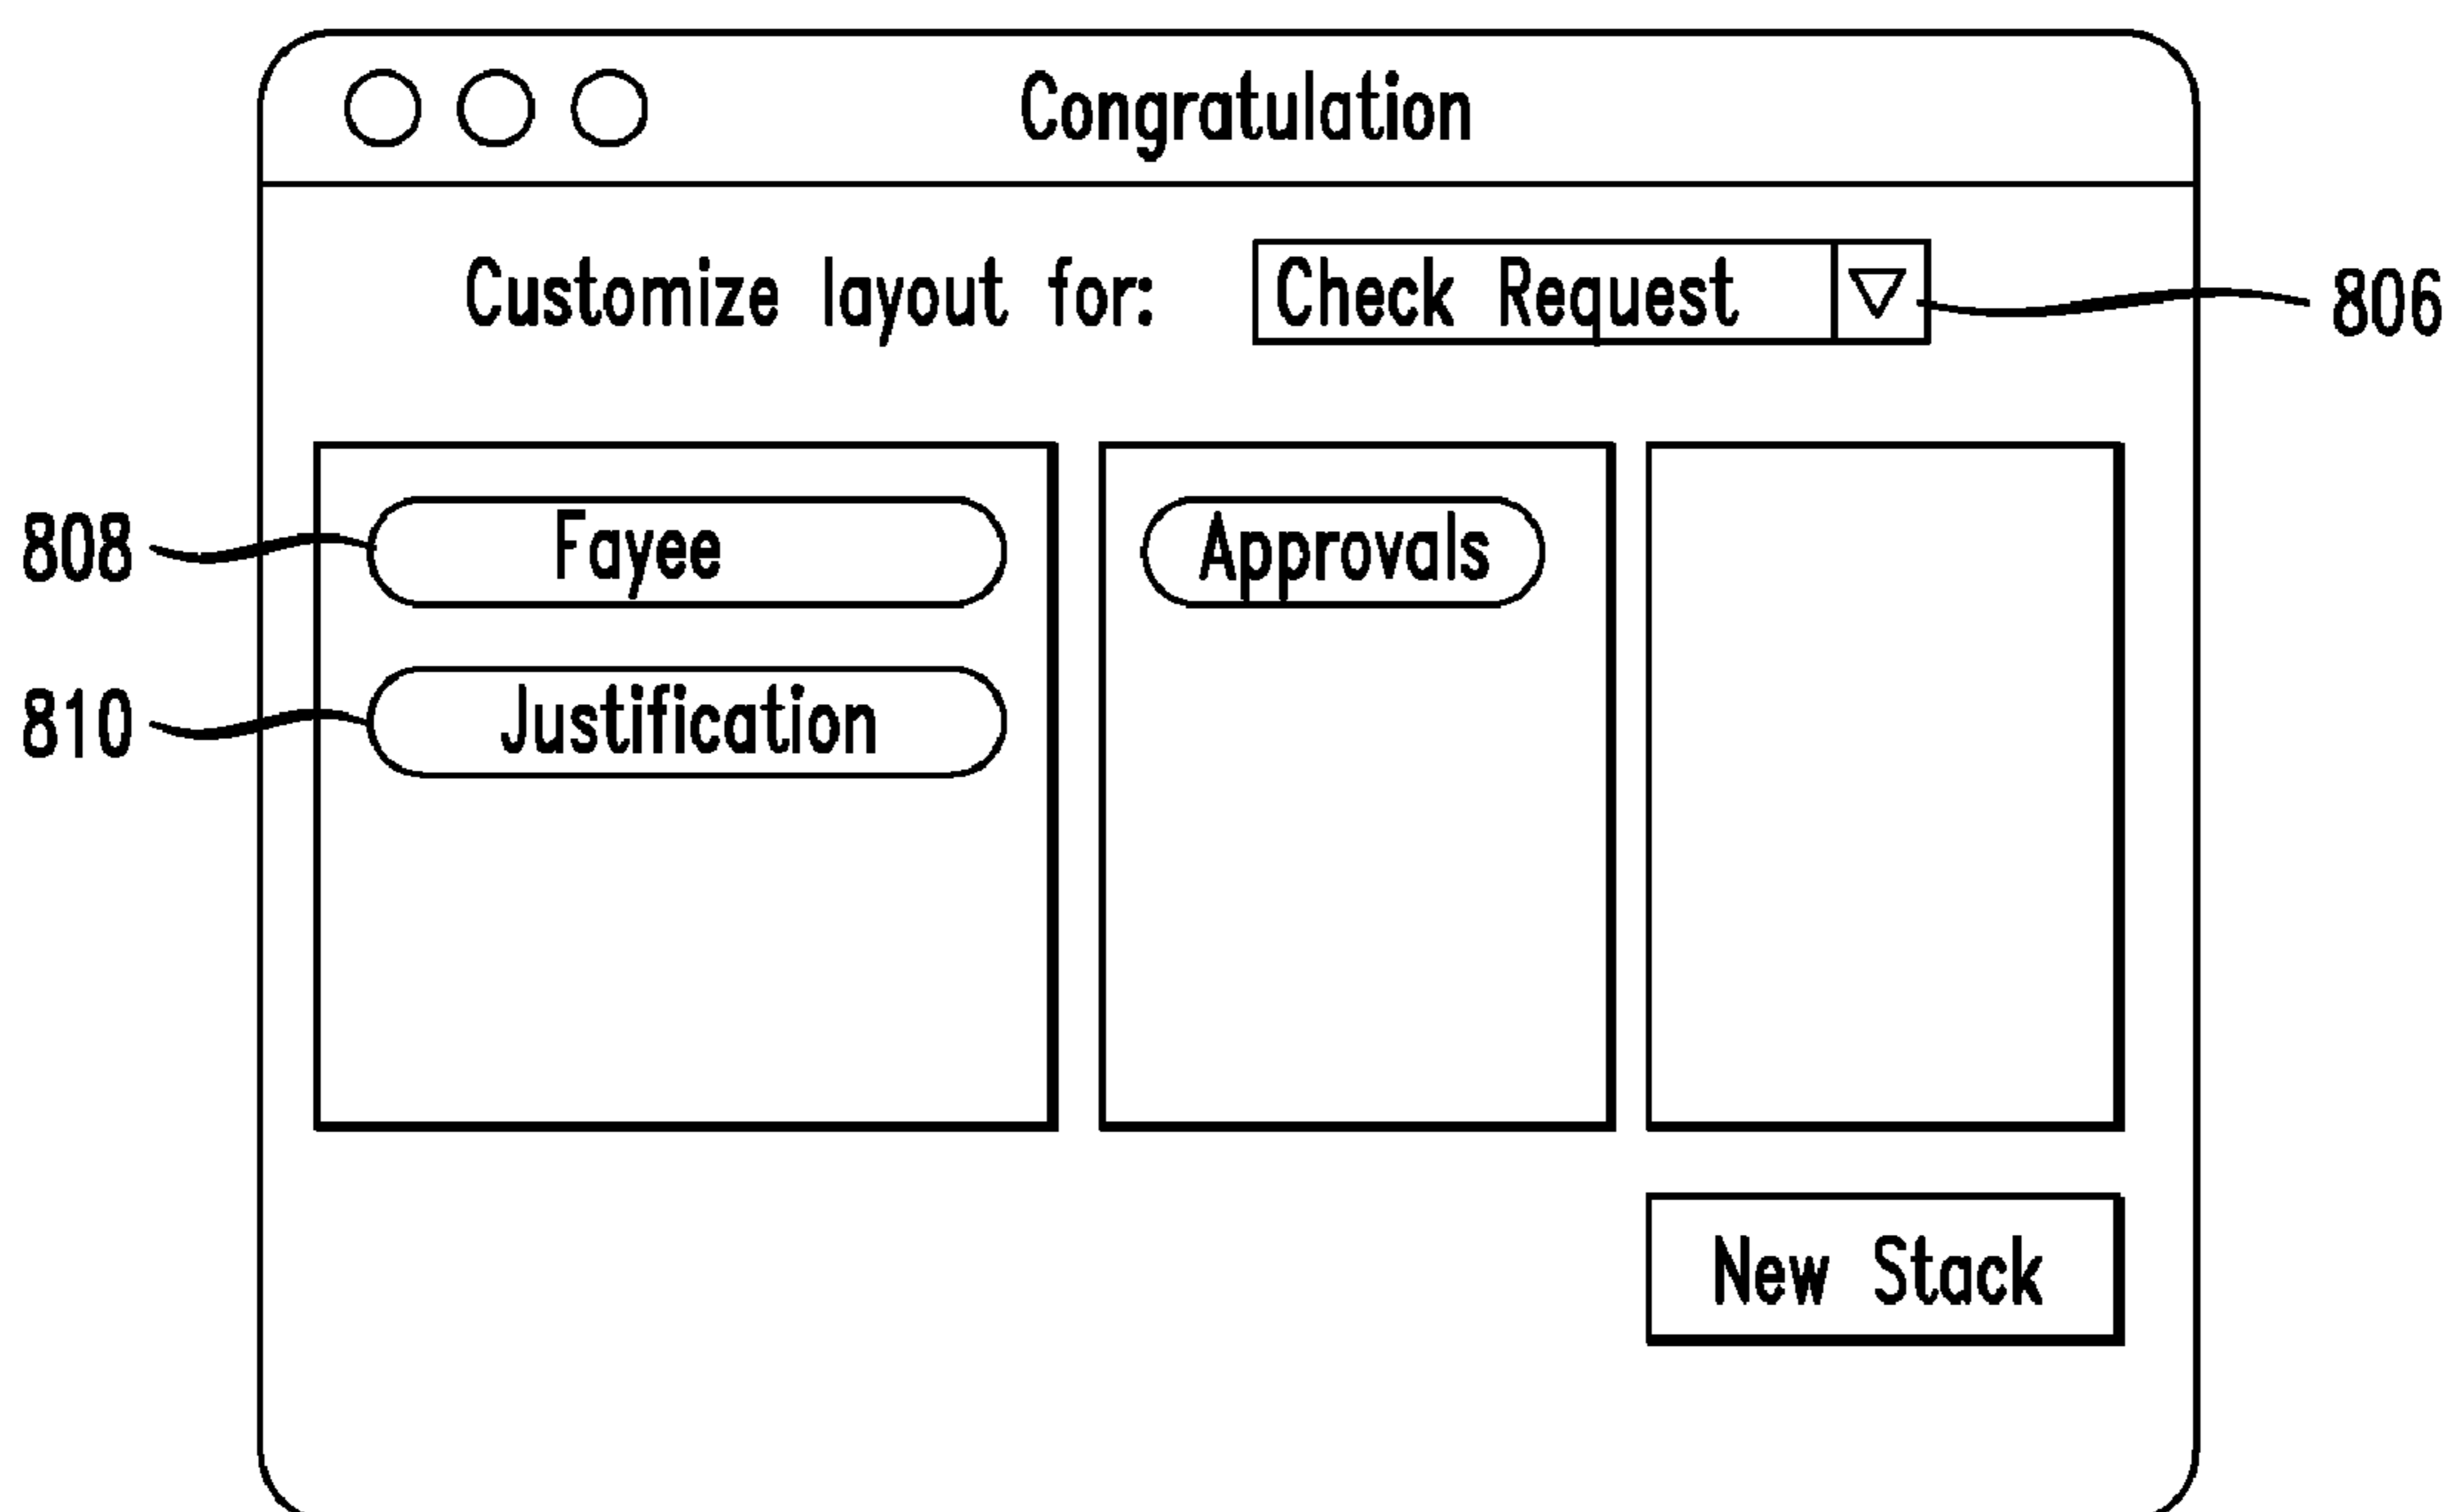 Congratulation
Customize layout for: Check Request 806
808 Fayee Approvals
810 Justification
New Stack